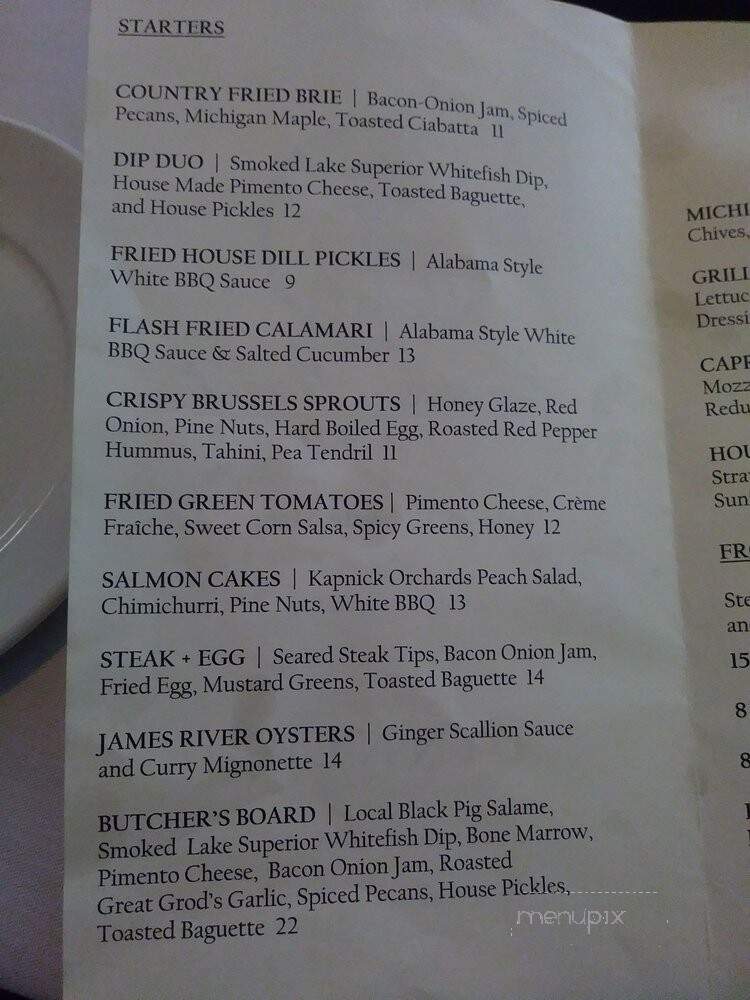 STARTERS
COUNTRY FRIED BRIE | Bacon-Onion Jam, Spiced
Pecans, Michigan Maple, Toasted Ciabatta 11
DIP DUO | Smoked Lake Superior Whitefish Dip,
House Made Pimento Cheese, Toasted Baguette,
and House Pickles 12
FRIED HOUSE DILL PICKLES | Alabama Style
White BBQ Sauce 9
FLASH FRIED CALAMARI | Alabama Style White
BBQ Sauce & Salted Cucumber 13
CRISPY BRUSSELS SPROUTS | Honey Glaze, Red
Onion, Pine Nuts, Hard Boiled Egg, Roasted Red Pepper
Hummus, Tahini, Pea Tendril 11
FRIED GREEN TOMATOES | Pimento Cheese, Crème
Fraîche, Sweet Corn Salsa, Spicy Greens, Honey 12
SALMON CAKES | Kapnick Orchards Peach Salad,
Chimichurri, Pine Nuts, White BBQ 13
STEAK + EGG | Seared Steak Tips, Bacon Onion Jam,
Fried Egg, Mustard Greens, Toasted Baguette 14
JAMES RIVER OYSTERS | Ginger Scallion Sauce
and Curry Mignonette 14
BUTCHER'S BOARD | Local Black Pig Salame,
Smoked Lake Superior Whitefish Dip, Bone Marrow,
Pimento Cheese, Bacon Onion Jam, Roasted
Great Grod's Garlic, Spiced Pecans, House Pickles,
Toasted Baguette 22
MICHI
Chives,
GRILL
Lettuc
Dressi
CAPR
Mozz
Redu
HOU
Stra
Sun
FRO
Ste
an
15
8
8
menupix